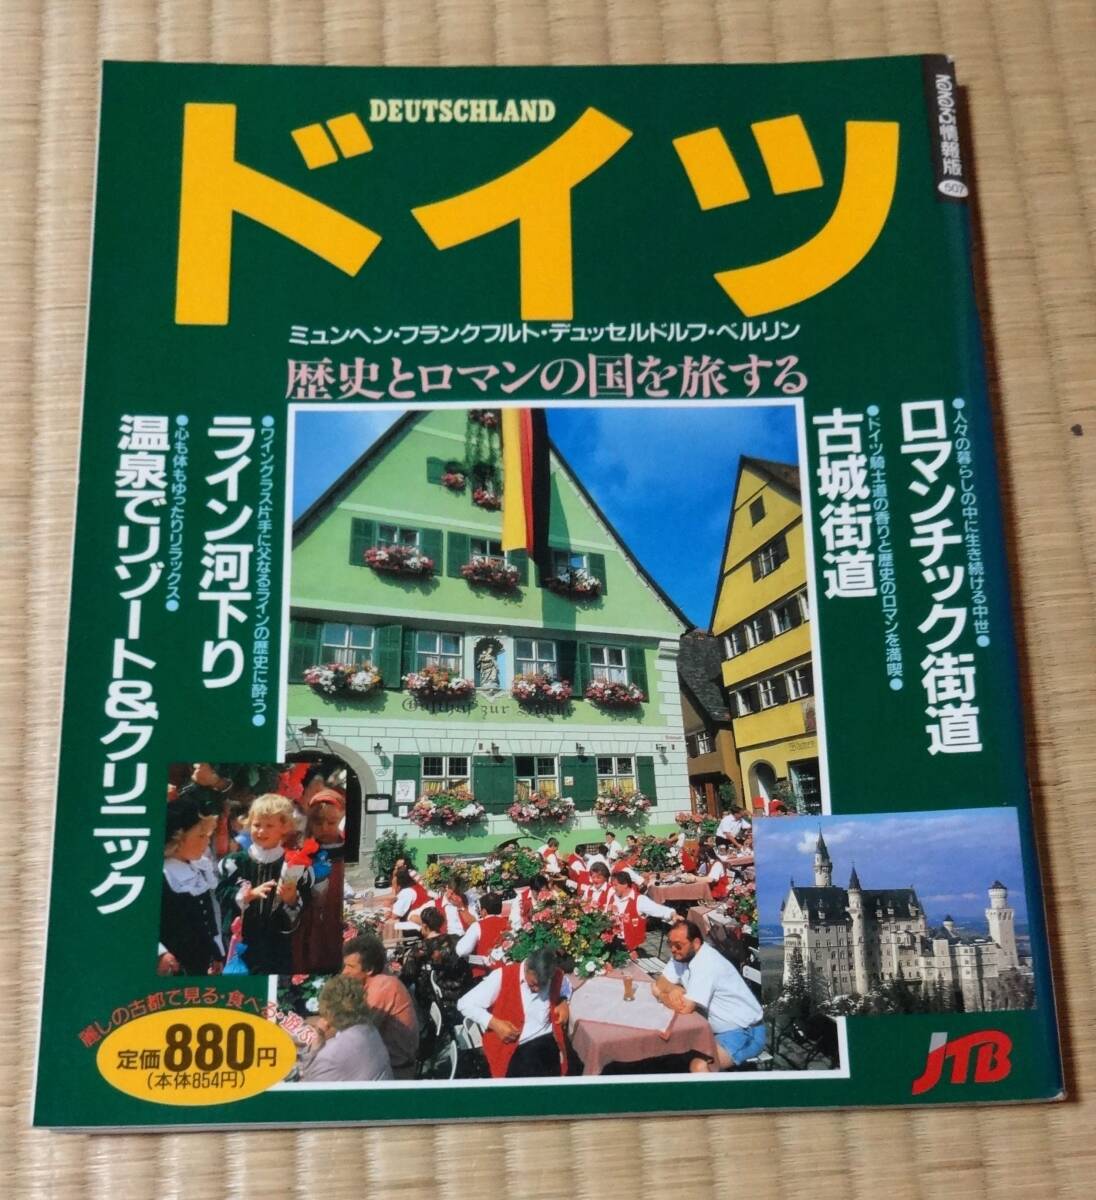 DEUTSCHLAND
ドイツ
るるぶ情報版
507
ミュンヘン・フランクフルト・デュッセルドルフ・ベルリン
歴史とロマンの国を旅する
●人々の暮らしの中に生き続ける中世●
ロマンチック街道
●ドイツ騎士道の香りと歴史のロマンを満喫●
古城街道
●ワイングラス片手に父なるラインの歴史に酔う●
ライン河下り
●心も体もゆったりリラックス●
温泉でリゾート&クリニック
Gasthof zur
麗しの古都で見る・食べる・遊ぶ
定価880円
(本体854円)
JTB